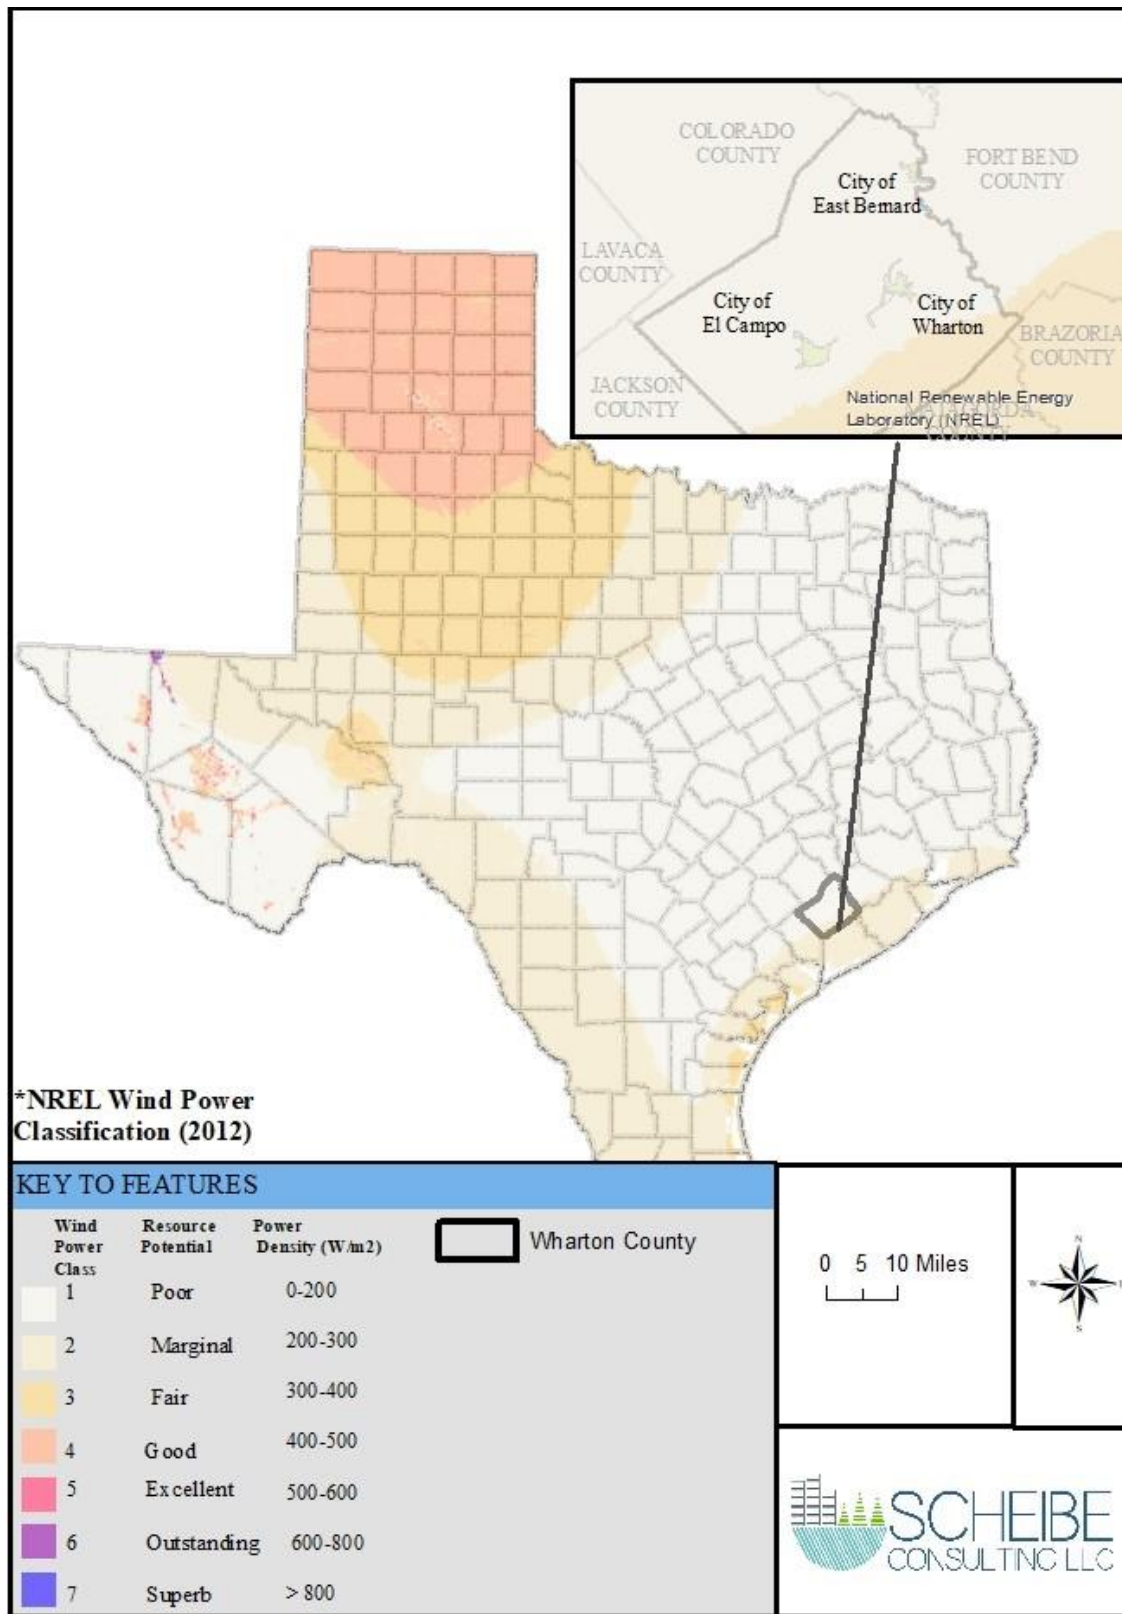 COLORADO
COUNTY
FORT BEND
COUNTY
City of
East Bernard
LAVACA
COUNTY
City of
El Campo
City of
Wharton
BRAZORIA
COUNTY
JACKSON
COUNTY
National Renewable Energy
Laboratory (NREL)
MATAGORDA
COUNTY
*NREL Wind Power
Classification (2012)
KEY TO FEATURES
Wind
Power
Class
Resource
Potential
Power
Density (W/m2)
Wharton County
1 Poor 0-200
2 Marginal 200-300
3 Fair 300-400
4 Good 400-500
5 Excellent 500-600
6 Outstanding 600-800
7 Superb > 800
0 5 10 Miles
N
W
S
SCHEIBE
CONSULTING LLC